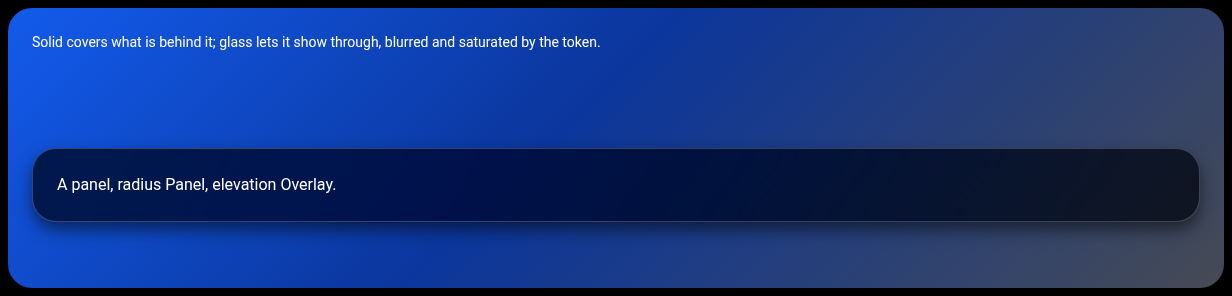 Solid covers what is behind it; glass lets it show through, blurred and saturated by the token.
A panel, radius Panel, elevation Overlay.